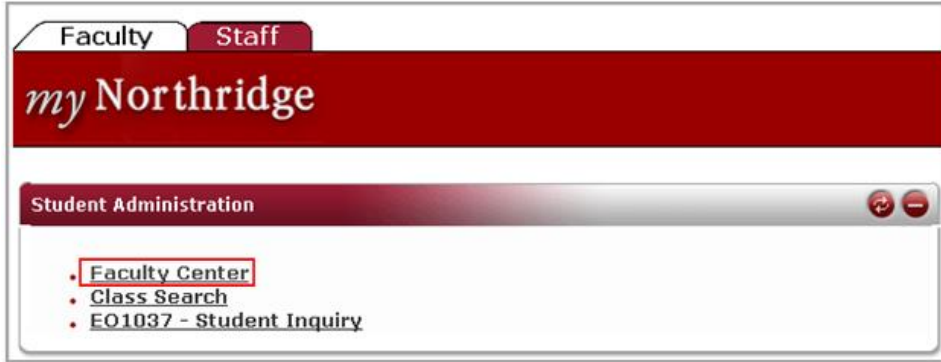 Faculty Staff
my Northridge
Student Administration
Faculty Center
Class Search
EO1037 - Student Inquiry